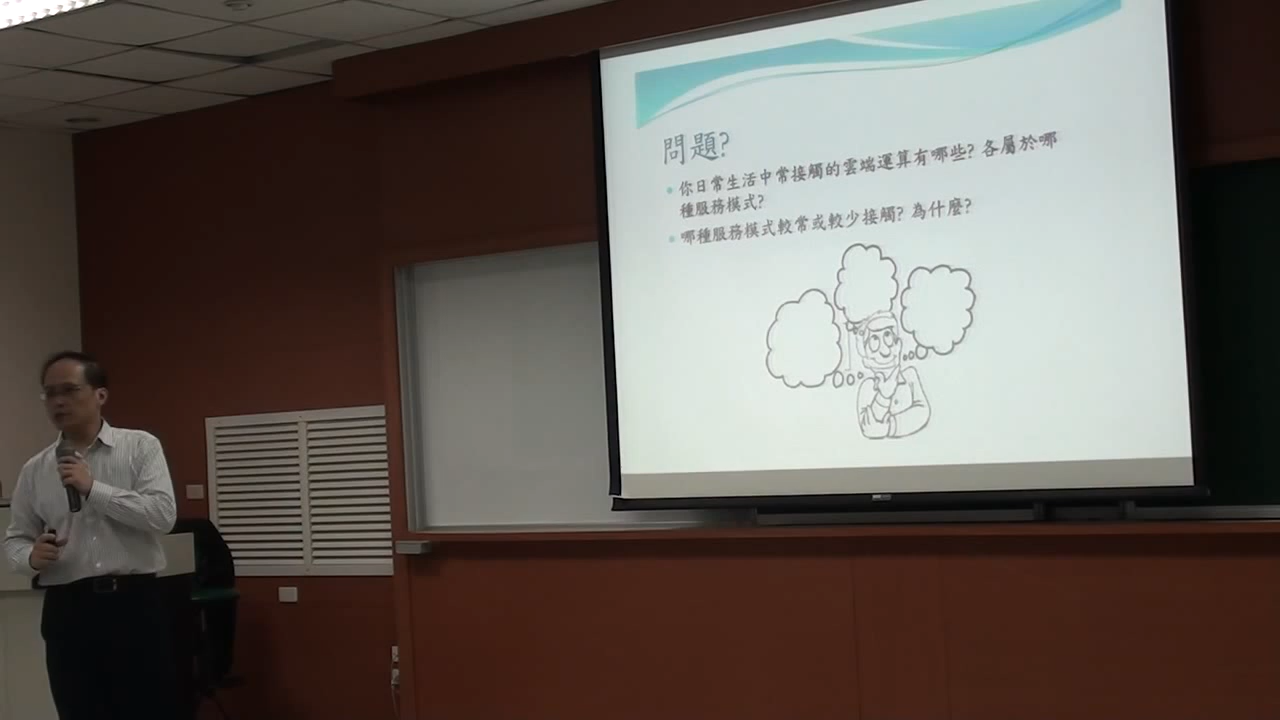 問題?
你日常生活中常接觸的雲端運算有哪些? 各屬於哪
種服務模式?
哪種服務模式較常或較少接觸? 為什麼?